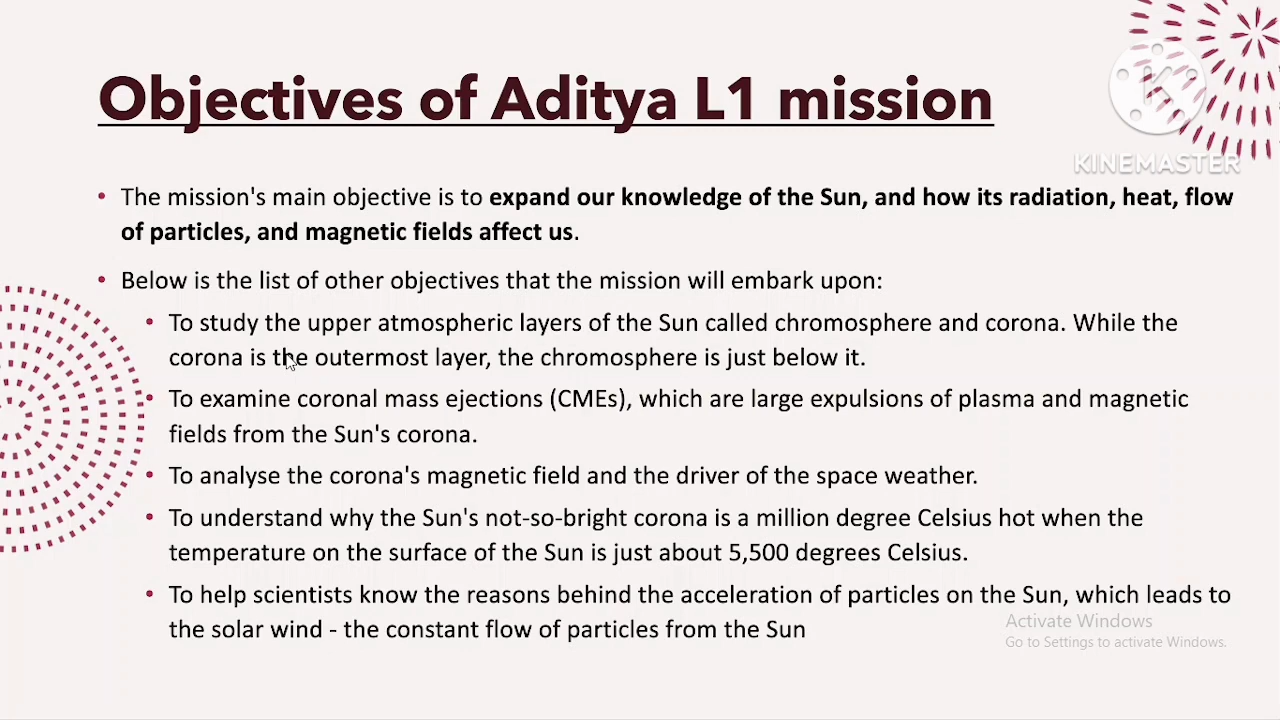 Objectives of Aditya L1 mission
KINEMASTER
• The mission's main objective is to expand our knowledge of the Sun, and how its radiation, heat, flow
of particles, and magnetic fields affect us.
• Below is the list of other objectives that the mission will embark upon:
• To study the upper atmospheric layers of the Sun called chromosphere and corona. While the
corona is the outermost layer, the chromosphere is just below it.
• To examine coronal mass ejections (CMEs), which are large expulsions of plasma and magnetic
fields from the Sun's corona.
• To analyse the corona's magnetic field and the driver of the space weather.
• To understand why the Sun's not-so-bright corona is a million degree Celsius hot when the
temperature on the surface of the Sun is just about 5,500 degrees Celsius.
• To help scientists know the reasons behind the acceleration of particles on the Sun, which leads to
the solar wind - the constant flow of particles from the Sun
Activate Windows
Go to Settings to activate Windows.